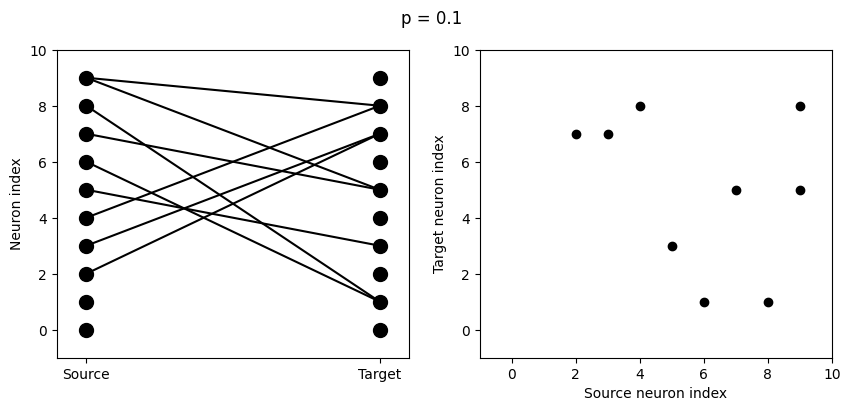 p = 0.1
10
8
6
4
2
0
Neuron index
Source Target
10
8
6
4
2
0
Target neuron index
0 2 4 6 8 10
Source neuron index